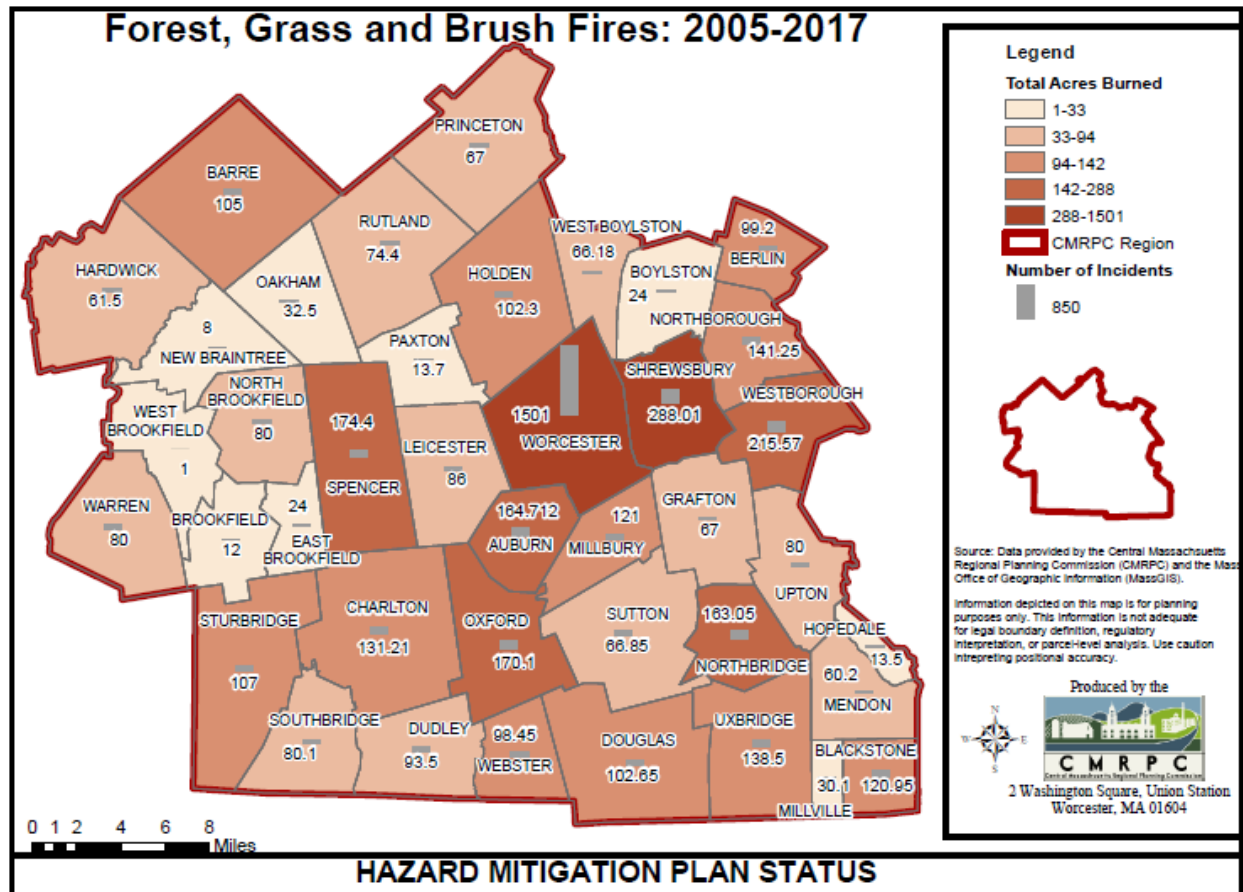 Forest, Grass and Brush Fires: 2005-2017
PRINCETON
67
BARRE
105
RUTLAND
74.4
WEST BOYLSTON
66.18
99.2
BERLIN
HARDWICK
61.5
OAKHAM
32.5
HOLDEN
102.3
BOYLSTON
24
8
NEW BRAINTREE
PAXTON
13.7
NORTHBOROUGH
141.25
NORTH
BROOKFIELD
80
SHREWSBURY
288.01
WESTBOROUGH
215.57
WEST
BROOKFIELD
1
174.4
SPENCER
LEICESTER
86
1501
WORCESTER
WARREN
80
BROOKFIELD
12
24
EAST
BROOKFIELD
164.712
AUBURN
121
MILLBURY
GRAFTON
67
80
UPTON
STURBRIDGE
107
CHARLTON
131.21
OXFORD
170.1
SUTTON
66.85
163.05
NORTHBRIDGE
HOPEDALE
13.5
60.2
MENDON
SOUTHBRIDGE
80.1
DUDLEY
93.5
98.45
WEBSTER
DOUGLAS
102.65
UXBRIDGE
138.5
BLACKSTONE
120.95
30.1
MILLVILLE
0 1 2 4 6 8
Miles
Legend
Total Acres Burned
1-33
33-94
94-142
142-288
288-1501
CMRPC Region
Number of Incidents
850
Source: Data provided by the Central Massachusetts
Regional Planning Commission (CMRPC) and the Mass
Office of Geographic Information (MassGIS).
Information depicted on this map is for planning
purposes only. This information is not adequate
for legal boundary definition, regulatory
interpretation, or parcel-level analysis. Use caution
intrepreting positional accuracy.
Produced by the
N
W E
S
CMRPC
Central Massachusetts Regional Planning Commission
2 Washington Square, Union Station
Worcester, MA 01604
HAZARD MITIGATION PLAN STATUS